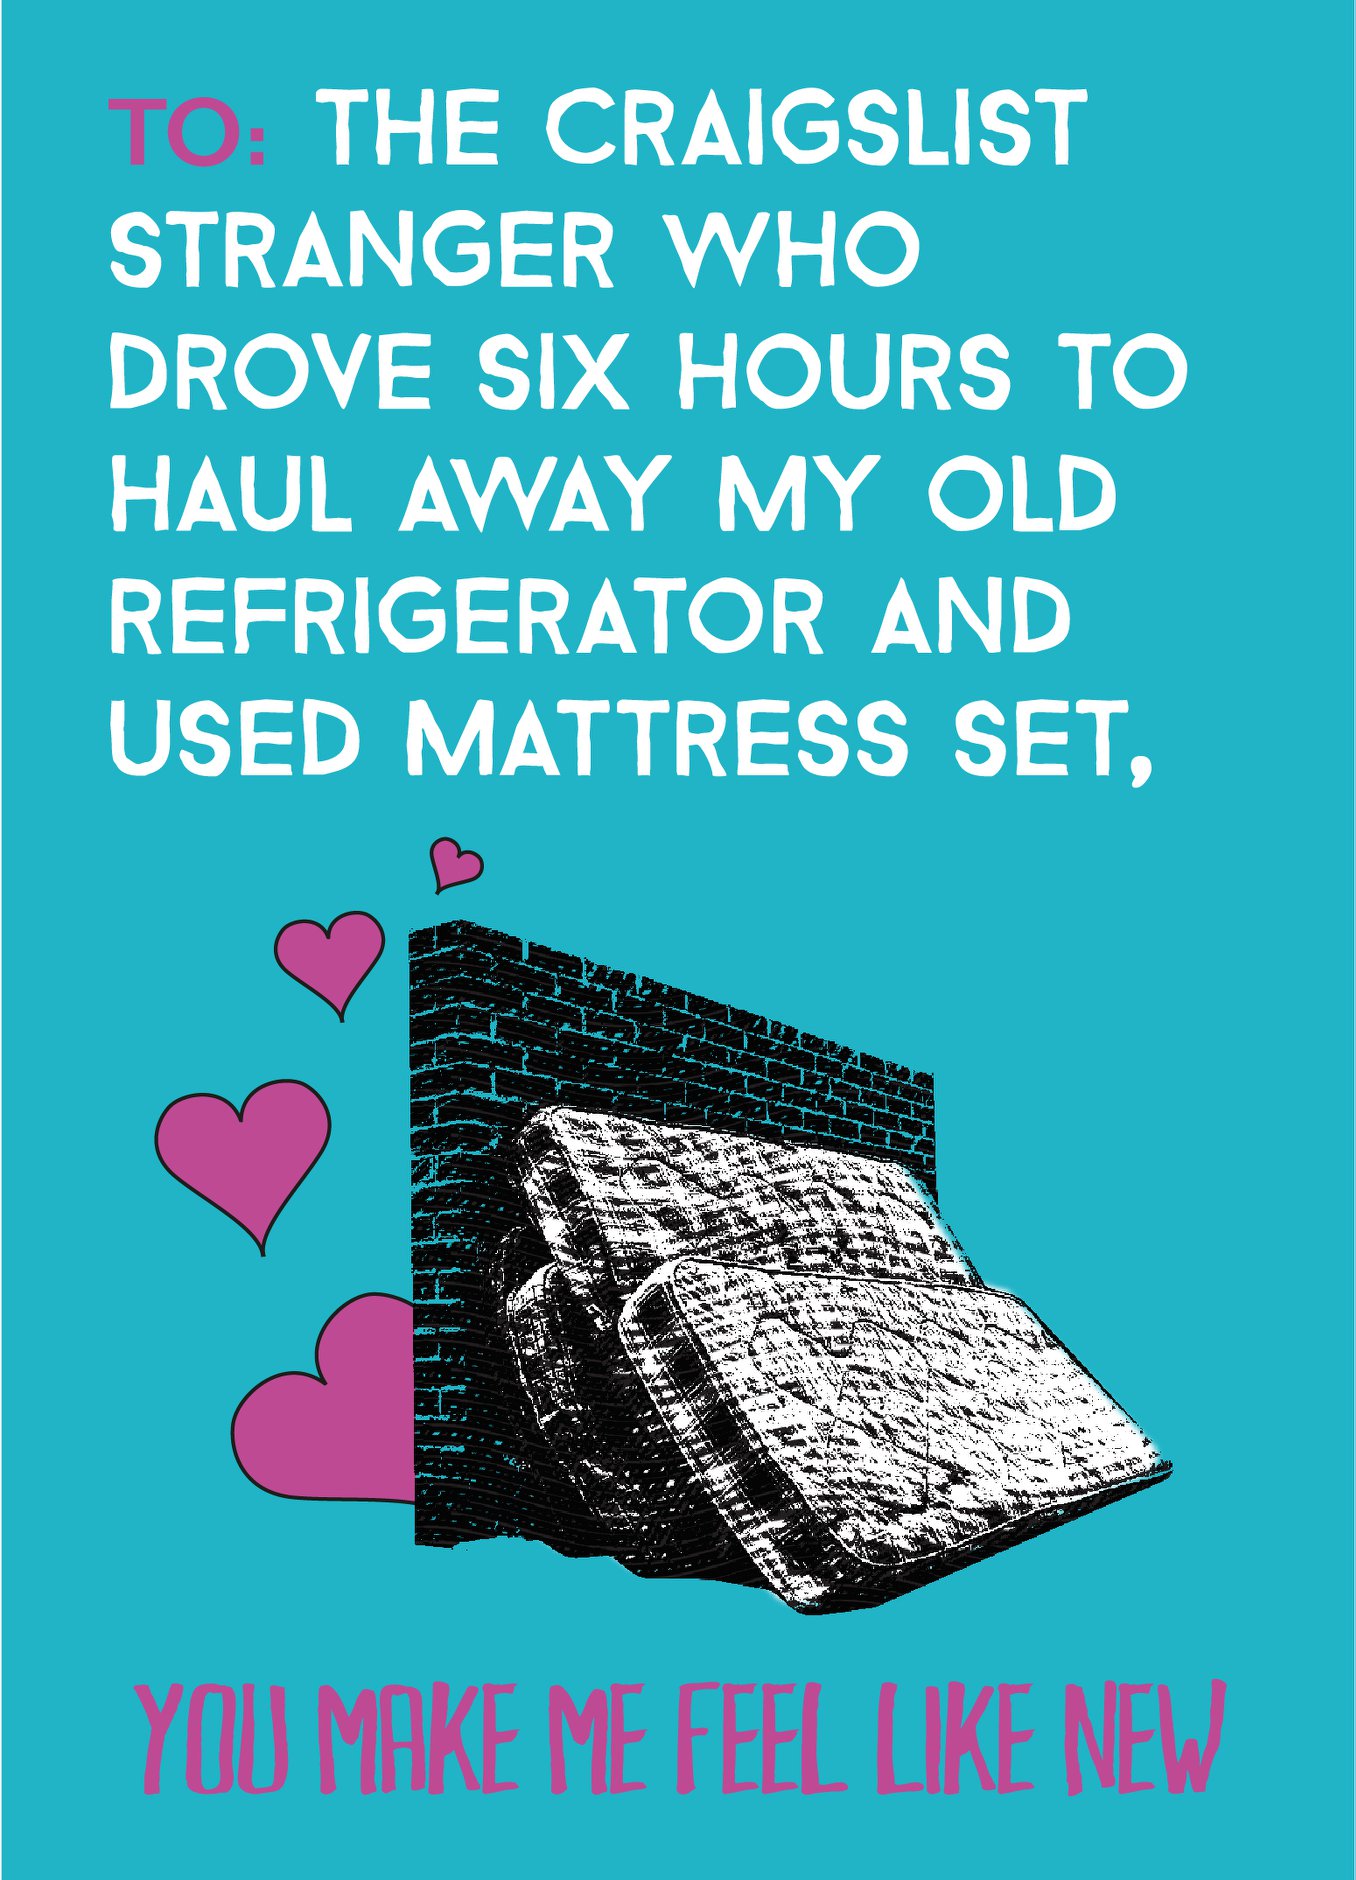 TO: THE CRAIGSLIST
STRANGER WHO
DROVE SIX HOURS TO
HAUL AWAY MY OLD
REFRIGERATOR AND
USED MATTRESS SET,
YOU MAKE ME FEEL LIKE NEW